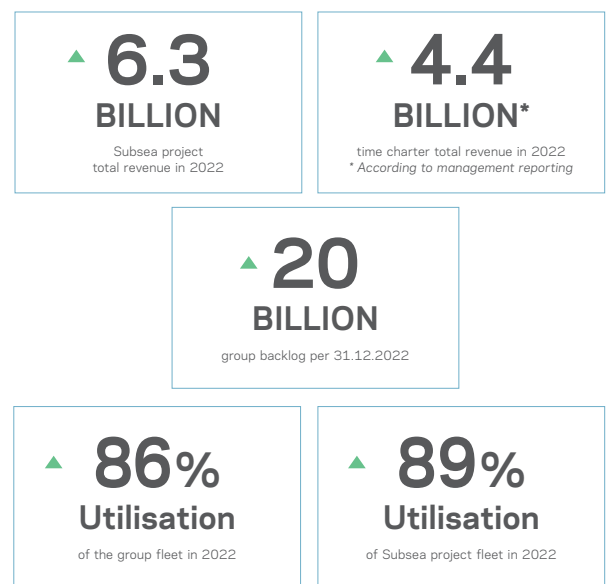 6.3
BILLION
Subsea project
total revenue in 2022
4.4
BILLION*
time charter total revenue in 2022
* According to management reporting
20
BILLION
group backlog per 31.12.2022
86%
Utilisation
of the group fleet in 2022
89%
Utilisation
of Subsea project fleet in 2022